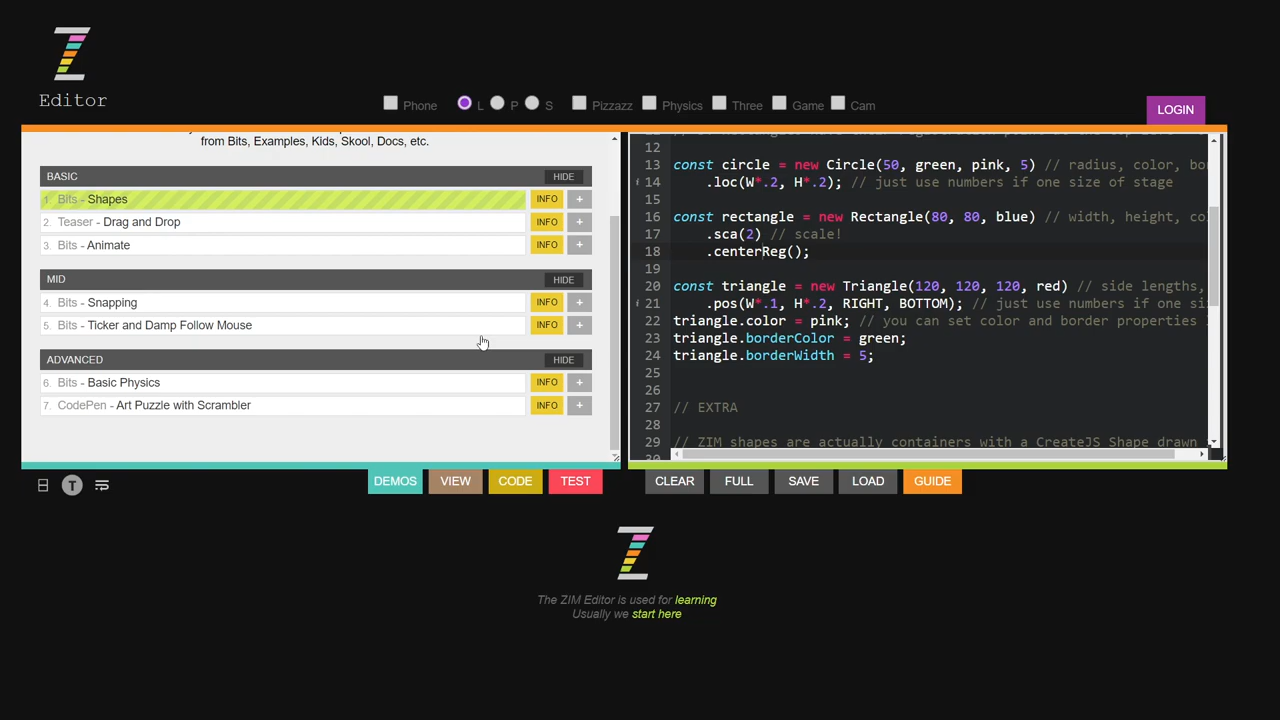 Editor
Phone L P S Pizzazz Physics Three Game Cam
LOGIN
from Bits, Examples, Kids, Skool, Docs, etc.
BASIC HIDE
1. Bits - Shapes INFO +
2. Teaser - Drag and Drop INFO +
3. Bits - Animate INFO +
MID HIDE
4. Bits - Snapping INFO +
5. Bits - Ticker and Damp Follow Mouse INFO +
ADVANCED HIDE
6. Bits - Basic Physics INFO +
7. CodePen - Art Puzzle with Scrambler INFO +
12
13 const circle = new Circle(50, green, pink, 5) // radius, color, bo
i 14 .loc(W*.2, H*.2); // just use numbers if one size of stage
15
16 const rectangle = new Rectangle(80, 80, blue) // width, height, co
17 .sca(2) // scale!
18 .centerReg();
19
20 const triangle = new Triangle(120, 120, 120, red) // side lengths,
i 21 .pos(W*.1, H*.2, RIGHT, BOTTOM); // just use numbers if one si
22 triangle.color = pink; // you can set color and border properties
23 triangle.borderColor = green;
24 triangle.borderWidth = 5;
25
26
27 // EXTRA
28
29 // ZIM shapes are actually containers with a CreateJS Shape drawn
30
T DEMOS VIEW CODE TEST CLEAR FULL SAVE LOAD GUIDE
The ZIM Editor is used for learning
Usually we start here